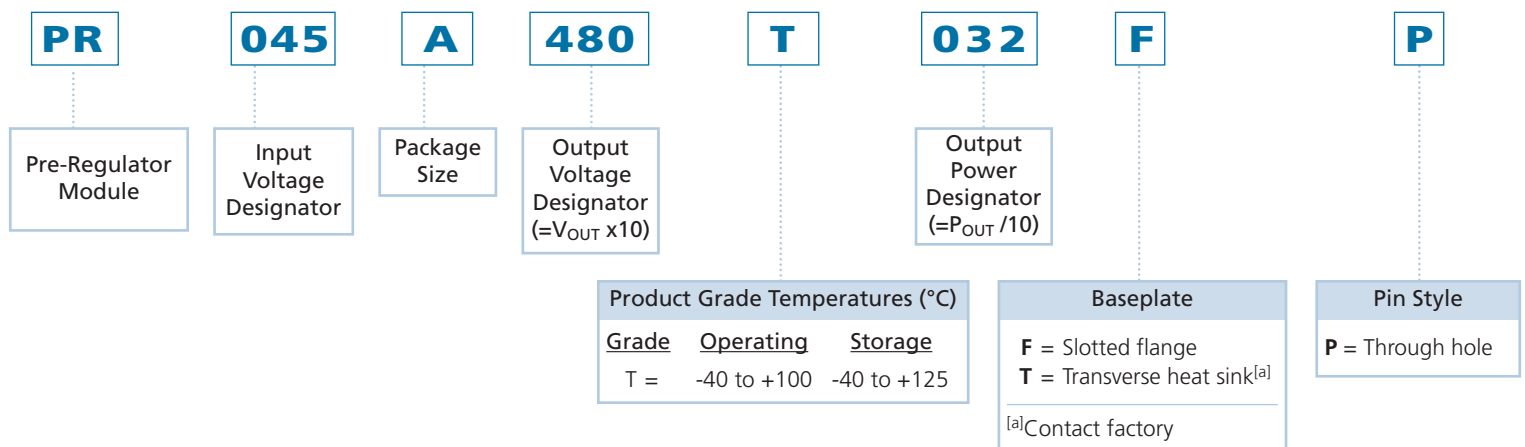 PR 045 A 480 T 032 F P
Pre-Regulator
Module
Input
Voltage
Designator
Package
Size
Output
Voltage
Designator
(=VOUT x10)
Output
Power
Designator
(=POUT /10)
Product Grade Temperatures (°C)
Grade Operating Storage
T = -40 to +100 -40 to +125
Baseplate
F = Slotted flange
T = Transverse heat sink[a]
[a]Contact factory
Pin Style
P = Through hole